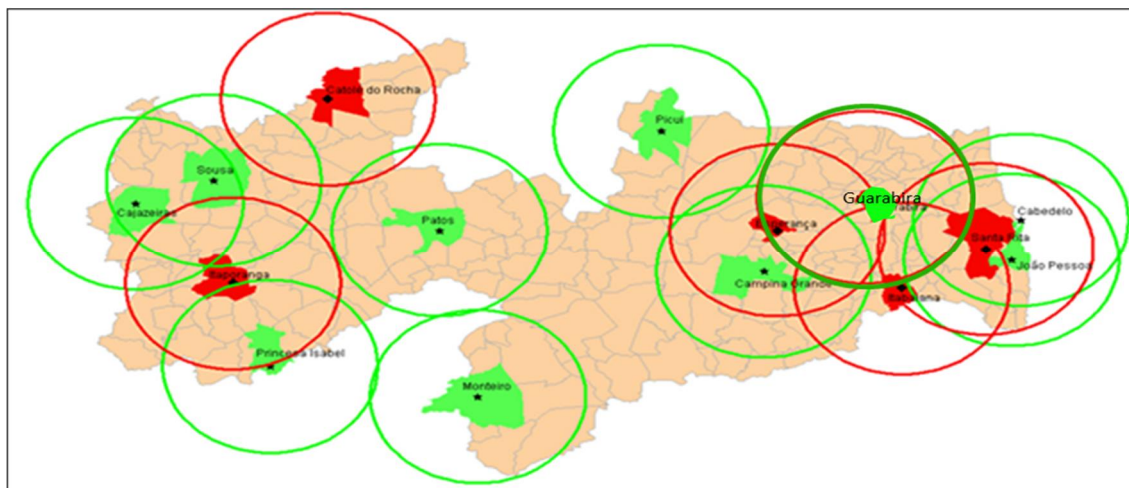 Catolé do Rocha
Picuí
Sousa
Guarabira
Cajazeiras
Patos
Esperança
Cabedelo
Santa Rita
João Pessoa
Itaporanga
Campina Grande
Itabaiana
Princesa Isabel
Monteiro